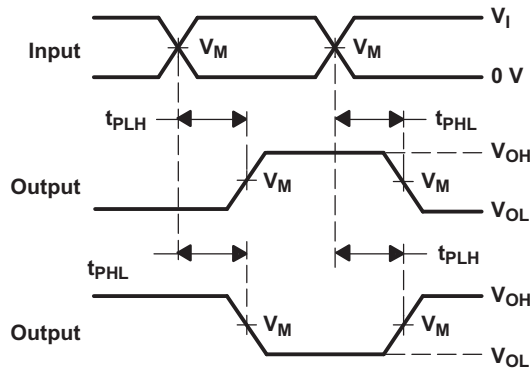 V_I
Input V_M V_M
0 V
t_PLH t_PHL
V_OH
Output V_M V_M
V_OL
t_PHL t_PLH
V_OH
Output V_M V_M
V_OL